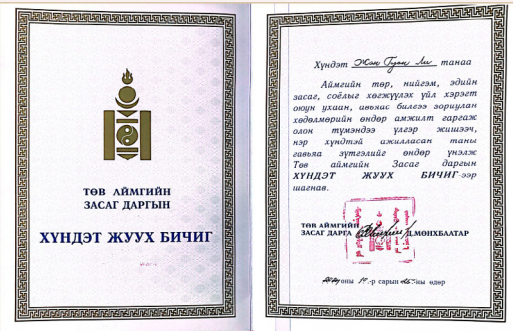 ТӨВ АЙМГИЙН
ЗАСАГ ДАРГЫН
ХҮНДЭТ ЖУУХ БИЧИГ
Хүндэт Жэн Гуан Ли танаа
Аймгийн төр, нийгэм, эдийн
засаг, соёлыг хөгжүүлэх үйл хэрэгт
оюун ухаан, авьяас билгээ зориулан
хөдөлмөрийн өндөр амжилт гаргаж
олон түмэндээ үлгэр жишээч,
нэр хүндтэй ажилласан таны
гавьяа зүтгэлийг өндөр үнэлж
Төв аймгийн Засаг даргын
ХҮНДЭТ ЖУУХ БИЧИГ-ээр
шагнав.
ТӨВ АЙМГИЙН
ЗАСАГ ДАРГА Д.МӨНХБААТАР
оны -р сарын -ны өдөр